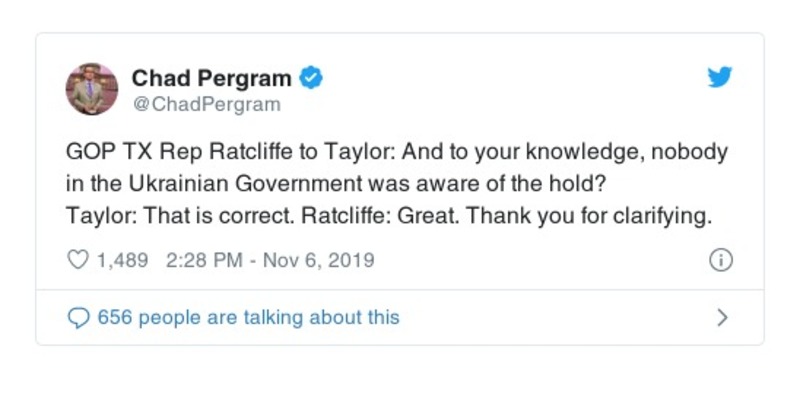 Chad Pergram
@ChadPergram
GOP TX Rep Ratcliffe to Taylor: And to your knowledge, nobody
in the Ukrainian Government was aware of the hold?
Taylor: That is correct. Ratcliffe: Great. Thank you for clarifying.
1,489 2:28 PM - Nov 6, 2019
656 people are talking about this